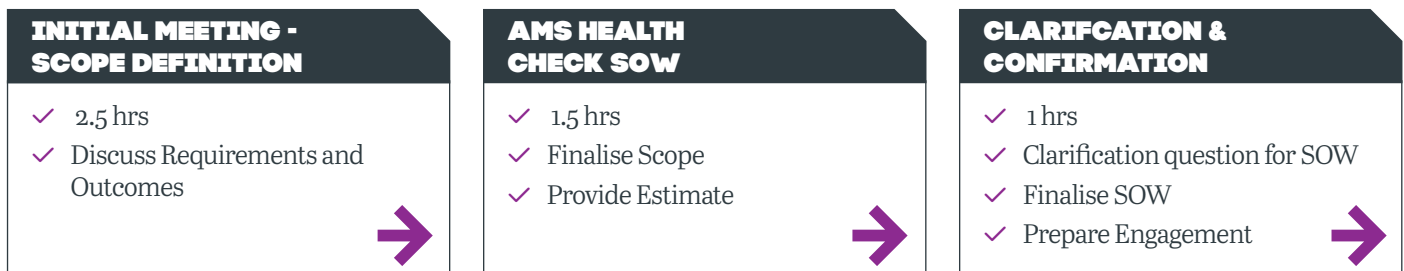 INITIAL MEETING -
SCOPE DEFINITION
2.5 hrs
Discuss Requirements and
Outcomes
AMS HEALTH
CHECK SOW
1.5 hrs
Finalise Scope
Provide Estimate
CLARIFCATION &
CONFIRMATION
1 hrs
Clarification question for SOW
Finalise SOW
Prepare Engagement